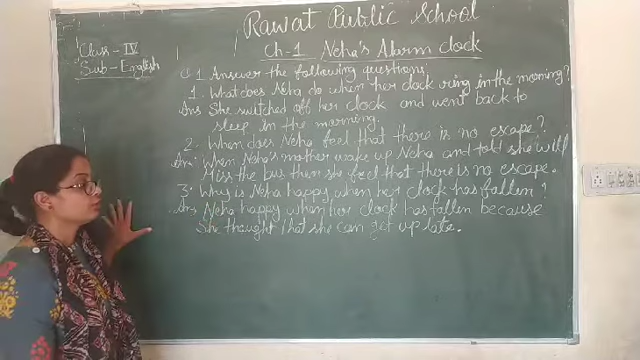 Rawat Public School
Class - IV
Sub - English
Ch-1 Neha's Alarm clock
Q1 Answer the following questions.
1. What does Neha do when her clock ring in the morning?
Ans She switched off her clock and went back to
sleep in the morning.
2. When does Neha feel that there is no escape?
Ans When Neha's mother wake up Neha and told she will
Miss the bus then she feel that there is no escape.
3. Why is Neha happy when her clock has fallen?
Ans Neha happy when her clock has fallen because
She thought that she can get up late.